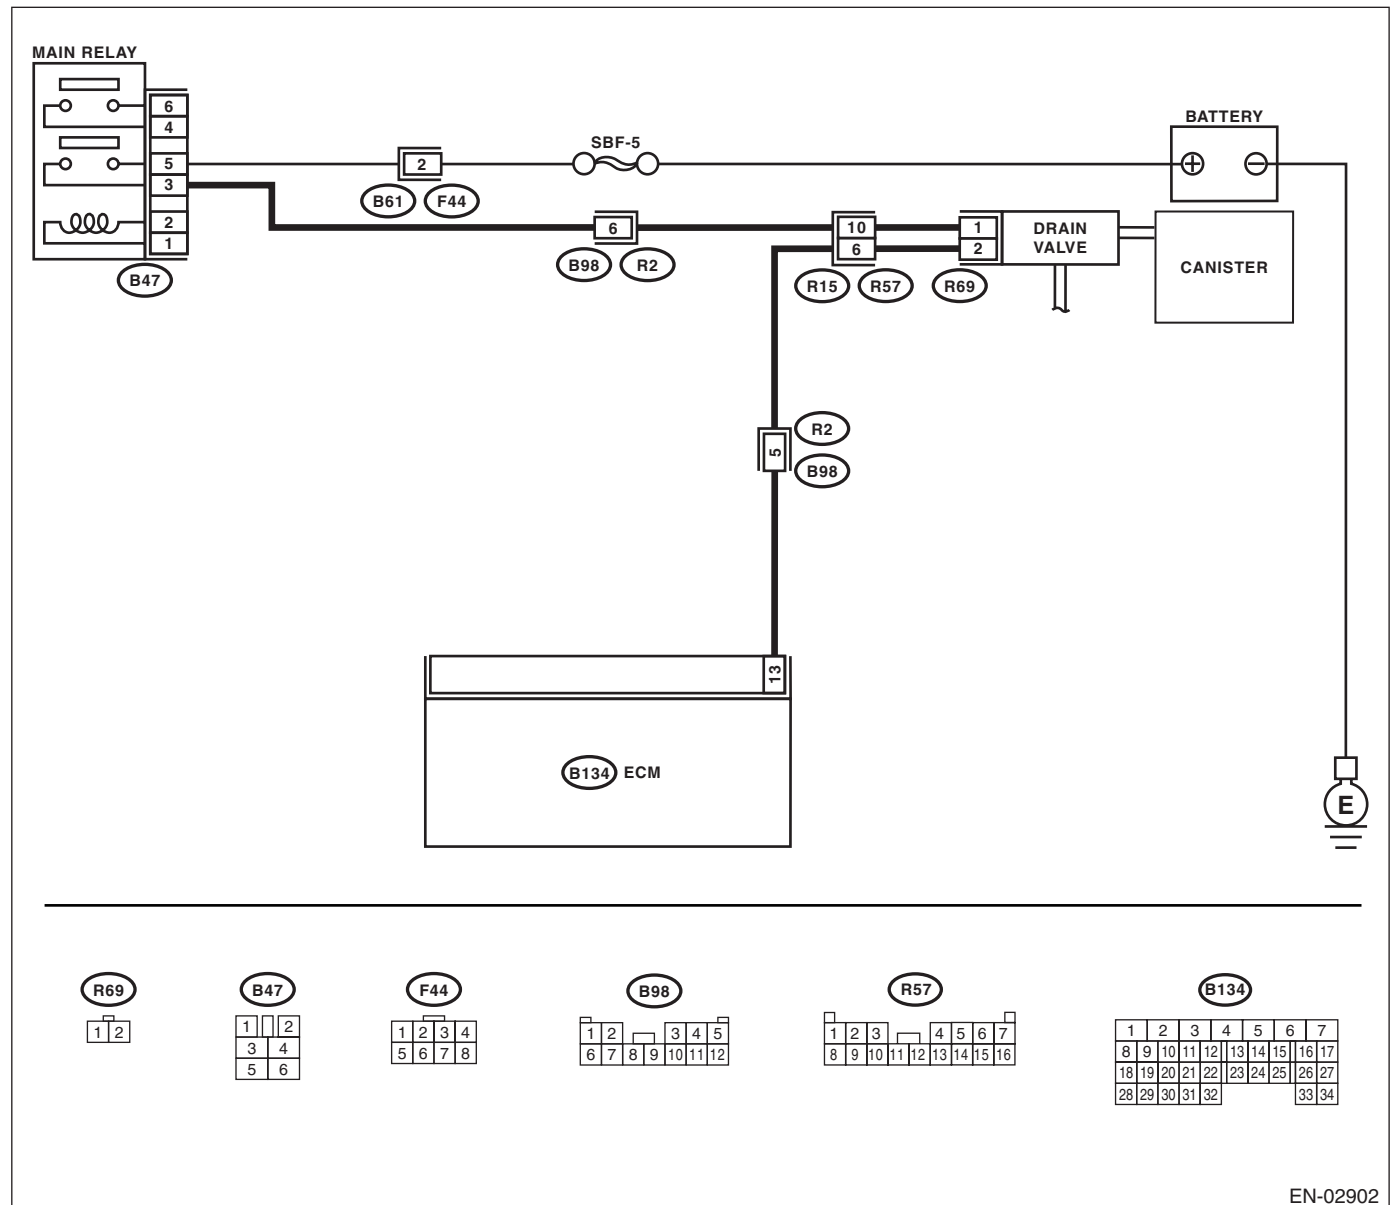 MAIN RELAY
6
4
5
3
2
1
B47
2
B61 F44
SBF-5
BATTERY
6
B98 R2
10
6
R15 R57
1
2
R69
DRAIN
VALVE
CANISTER
5
R2
B98
13
B134 ECM
E
R69
1 2
B47
1 2
3 4
5 6
F44
1 2 3 4
5 6 7 8
B98
1 2 3 4 5
6 7 8 9 10 11 12
R57
1 2 3 4 5 6 7
8 9 10 11 12 13 14 15 16
B134
1 2 3 4 5 6 7
8 9 10 11 12 13 14 15 16 17
18 19 20 21 22 23 24 25 26 27
28 29 30 31 32 33 34
EN-02902